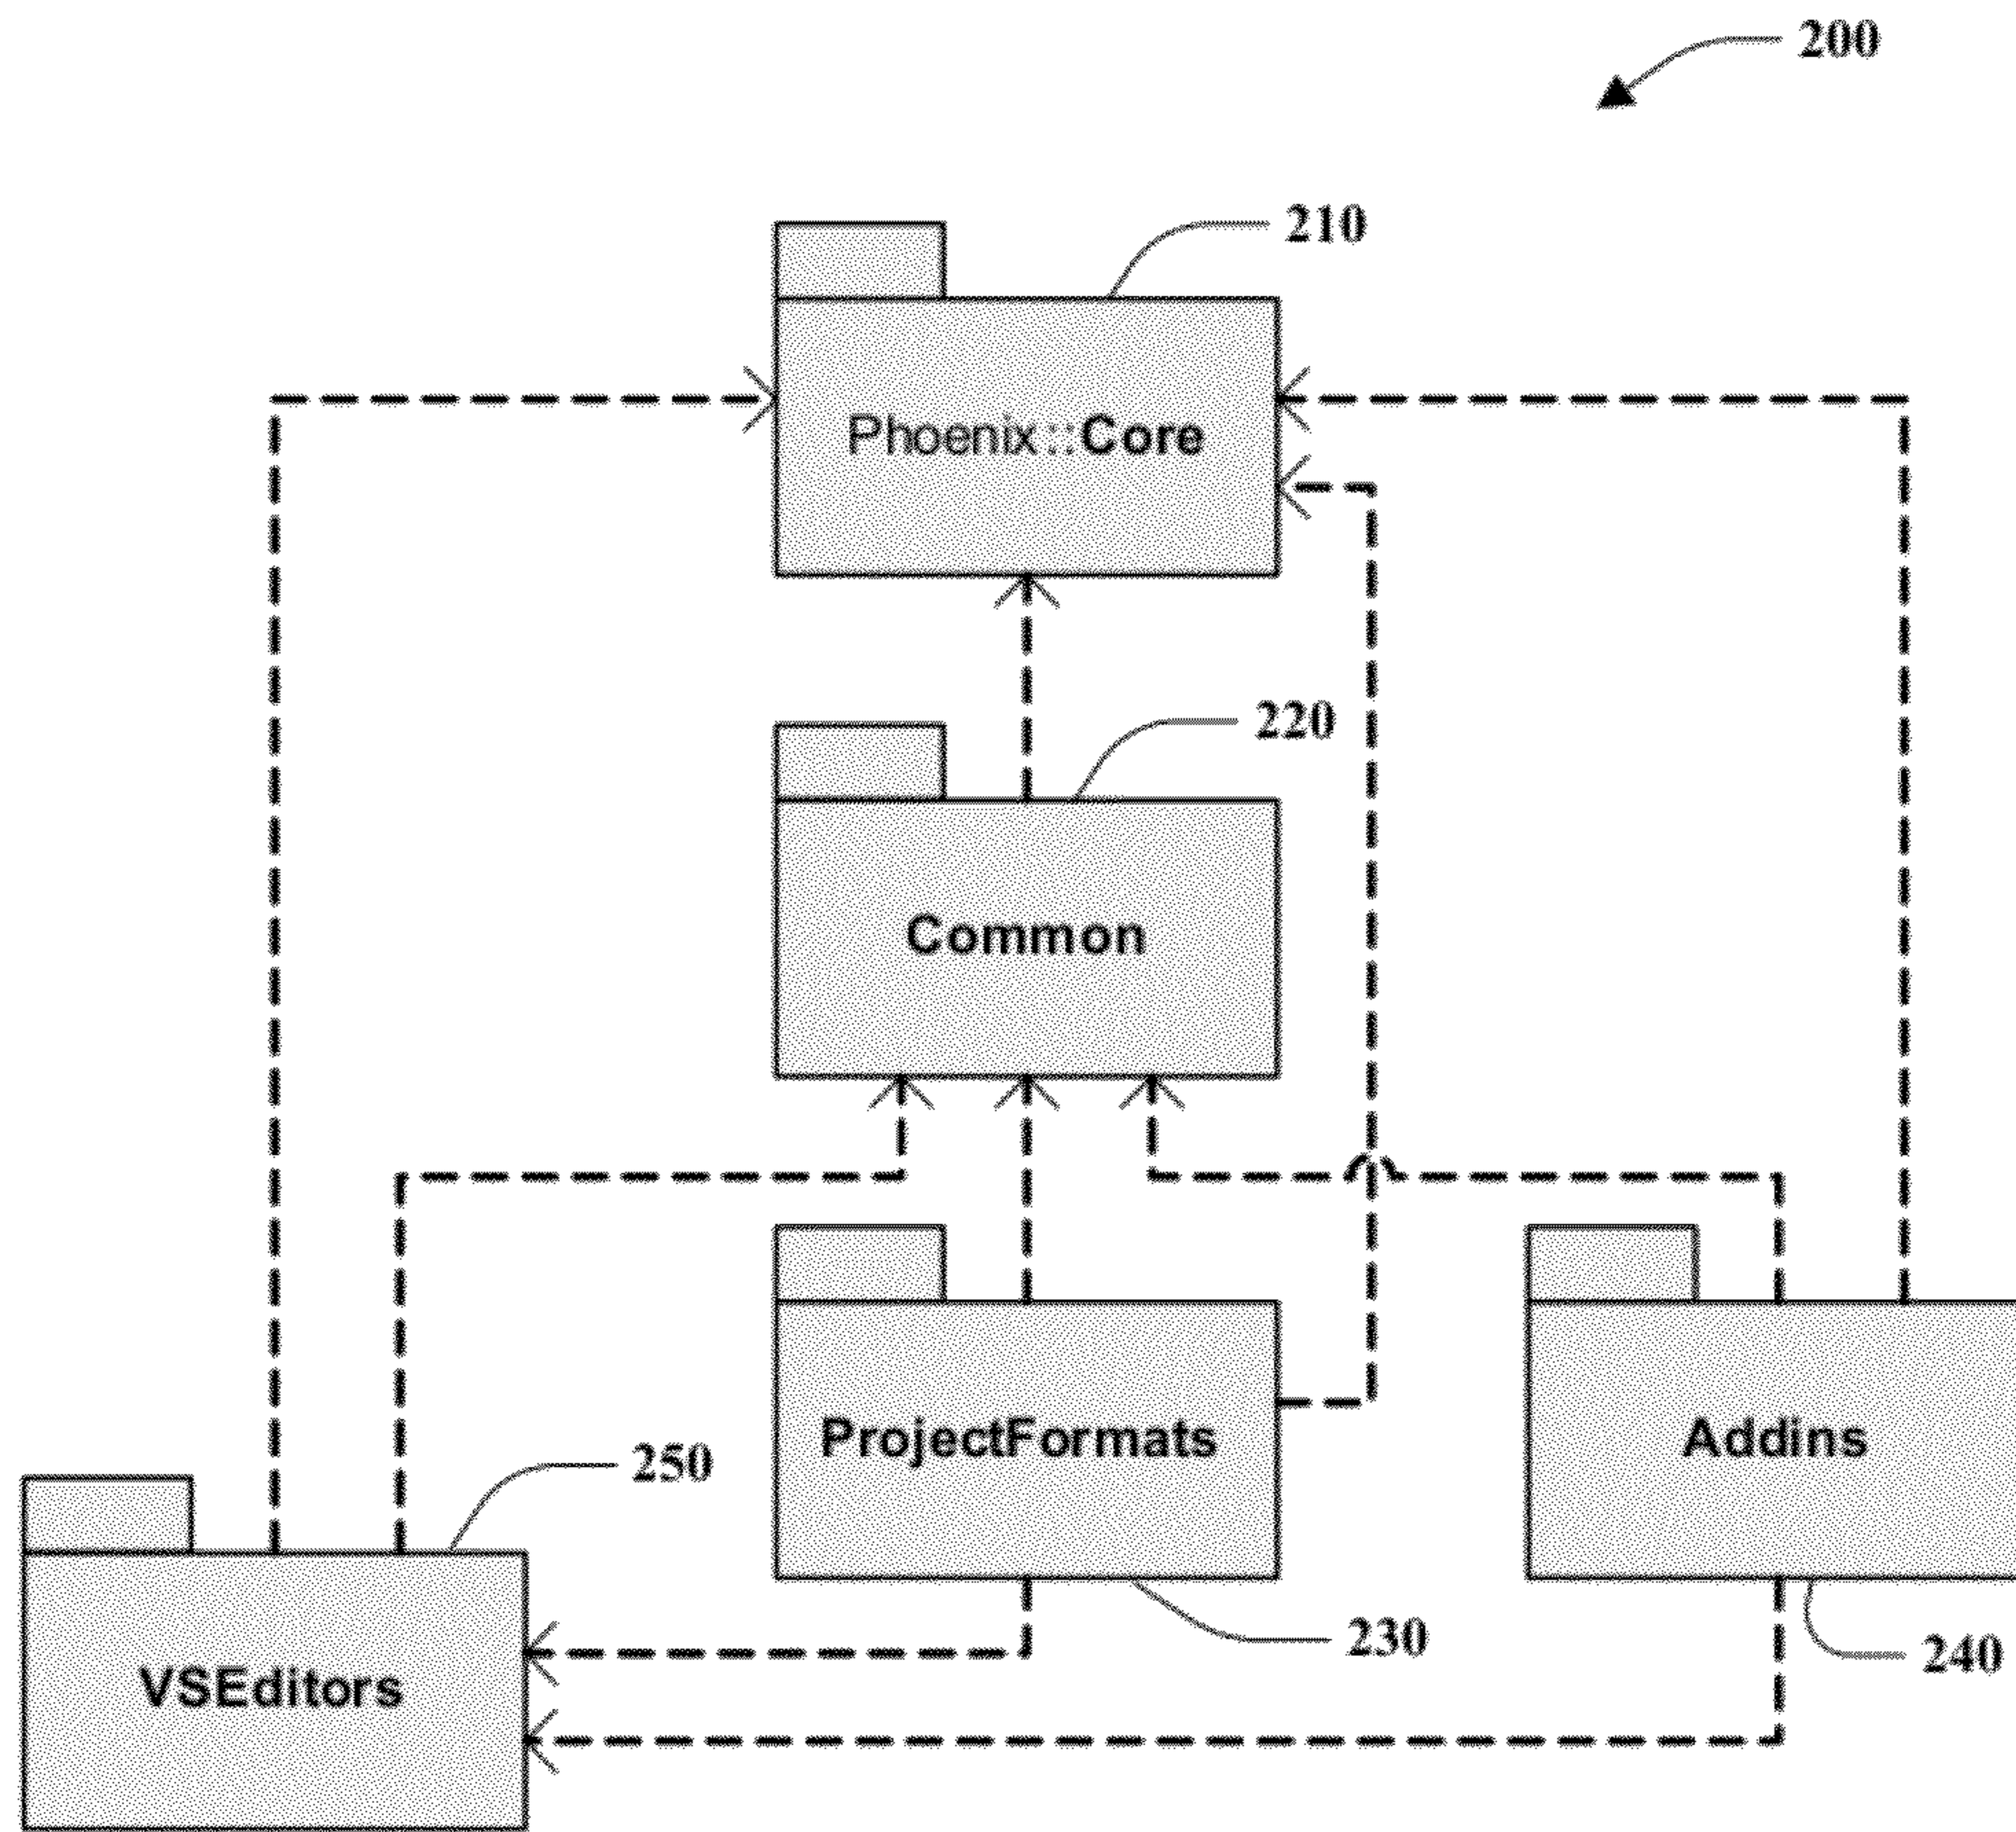 200
210
Phoenix::Core
220
Common
ProjectFormats
Addins
250
230
240
VSEditors